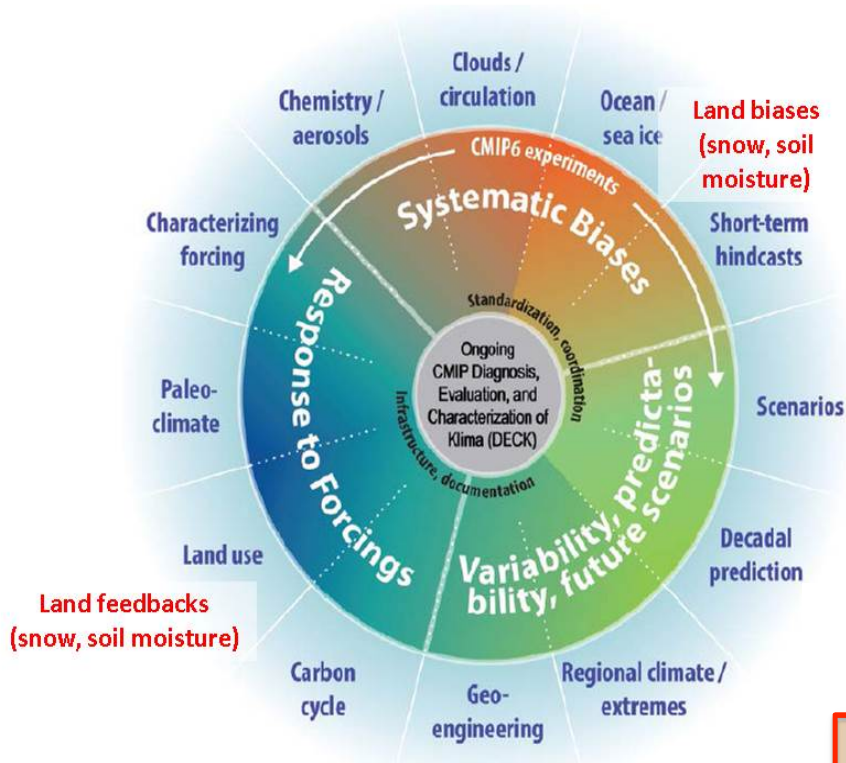 Clouds /
circulation
Chemistry /
aerosols
Ocean /
sea ice
Land biases
(snow, soil
moisture)
CMIP6 experiments
Systematic Biases
Characterizing
forcing
Short-term
hindcasts
Response to Forcings
Standardization, coordination
Ongoing
CMIP Diagnosis,
Evaluation, and
Characterization of
Klima (DECK)
Infrastructure, documentation
Paleo-
climate
Scenarios
Variability, predicta-
bility, future scenarios
Land use
Decadal
prediction
Land feedbacks
(snow, soil moisture)
Carbon
cycle
Geo-
engineering
Regional climate /
extremes